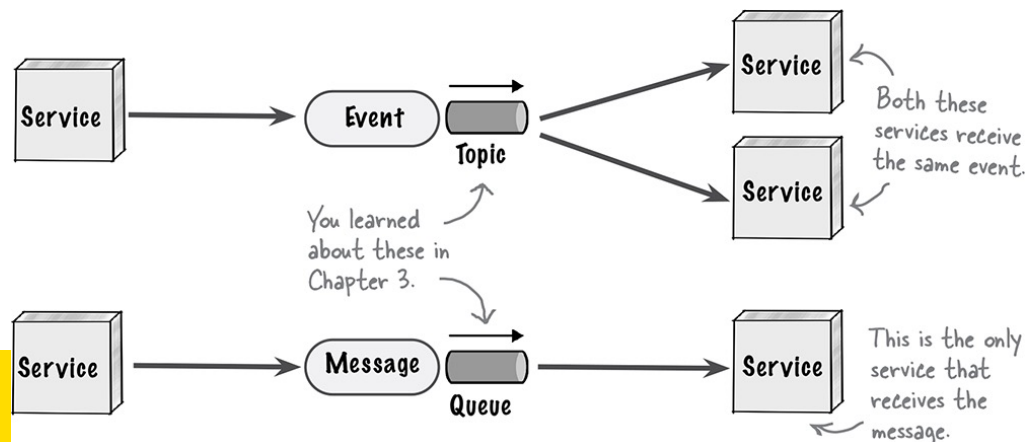 Service
Event
Topic
Service
Service
Both these
services receive
the same event.
You learned
about these in
Chapter 3.
Service
Message
Queue
Service
This is the only
service that
receives the
message.